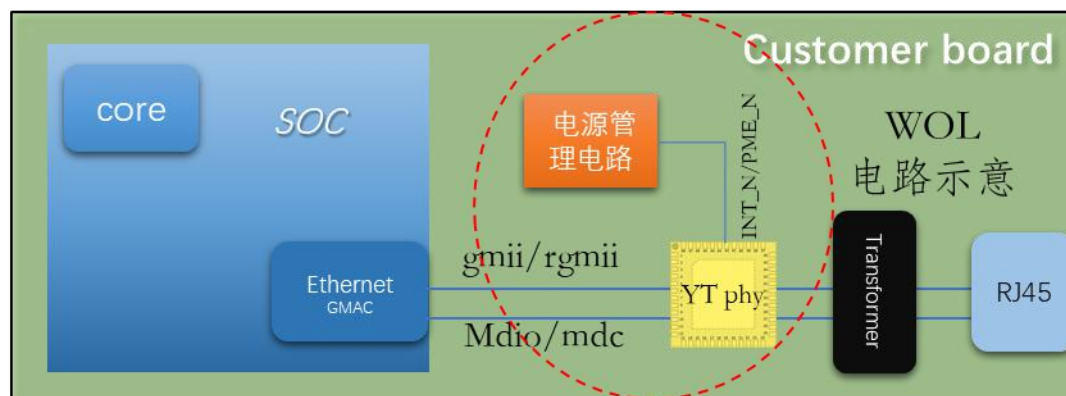 Customer board
core
SOC
电源管
理电路
INT_N/PME_N
WOL
电路示意
Ethernet
GMAC
gmii/rgmii
Mdio/mdc
YT phy
Transformer
RJ45